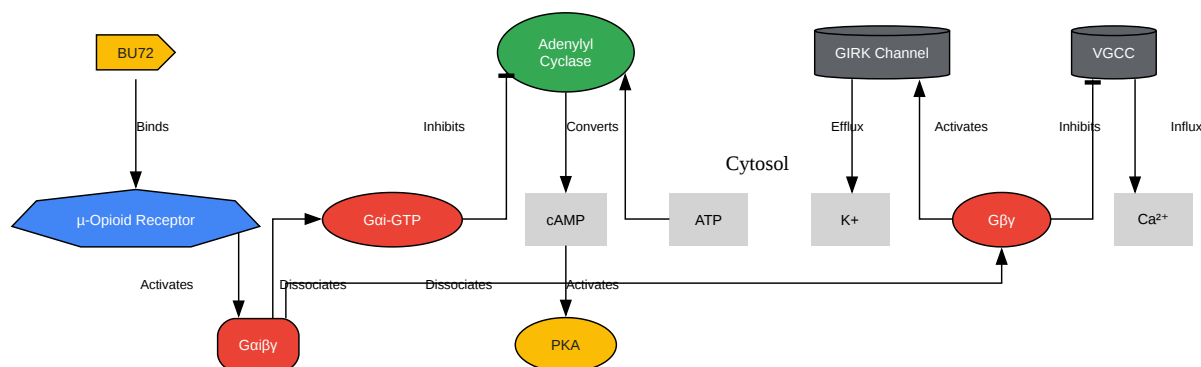 BU72
Adenylyl
Cyclase
GIRK Channel
VGCC
Binds
Inhibits
Converts
Efflux
Activates
Inhibits
Influx
Cytosol
μ-Opioid Receptor
Gαi-GTP
cAMP
ATP
K+
Gβγ
Ca²⁺
Activates
Dissociates
Dissociates
Activates
Gαiβγ
PKA